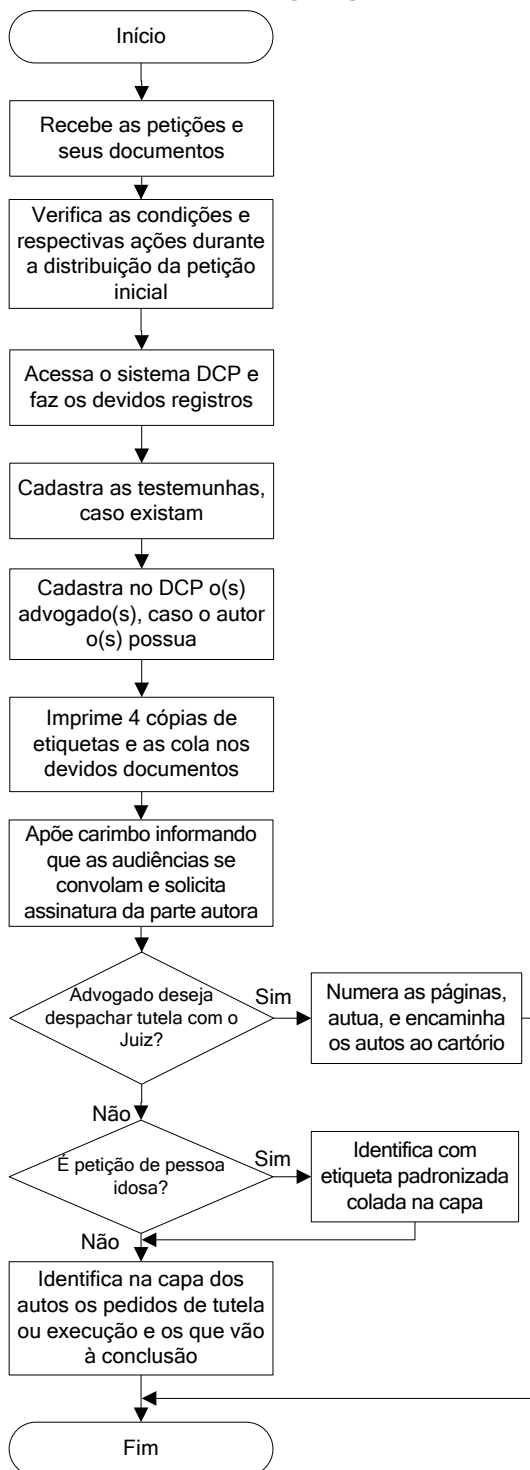 Início
Recebe as petições e
seus documentos
Verifica as condições e
respectivas ações durante
a distribuição da petição
inicial
Acessa o sistema DCP e
faz os devidos registros
Cadastra as testemunhas,
caso existam
Cadastra no DCP o(s)
advogado(s), caso o autor
o(s) possua
Imprime 4 cópias de
etiquetas e as cola nos
devidos documentos
Apõe carimbo informando
que as audiências se
convolam e solicita
assinatura da parte autora
Advogado deseja
despachar tutela com o
Juiz?
Sim
Numera as páginas,
autua, e encaminha
os autos ao cartório
Não
É petição de pessoa
idosa?
Sim
Identifica com
etiqueta padronizada
colada na capa
Não
Identifica na capa dos
autos os pedidos de tutela
ou execução e os que vão
à conclusão
Fim